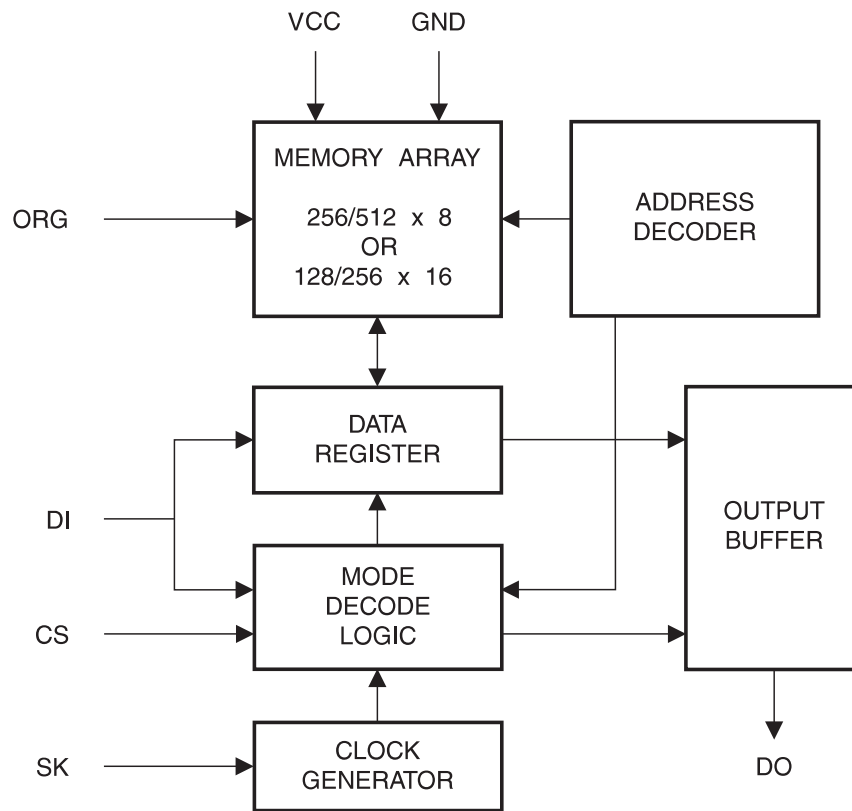 VCC
GND
MEMORY ARRAY
256/512 x 8
OR
128/256 x 16
ORG
ADDRESS
DECODER
DATA
REGISTER
DI
OUTPUT
BUFFER
MODE
DECODE
LOGIC
CS
CLOCK
GENERATOR
SK
DO